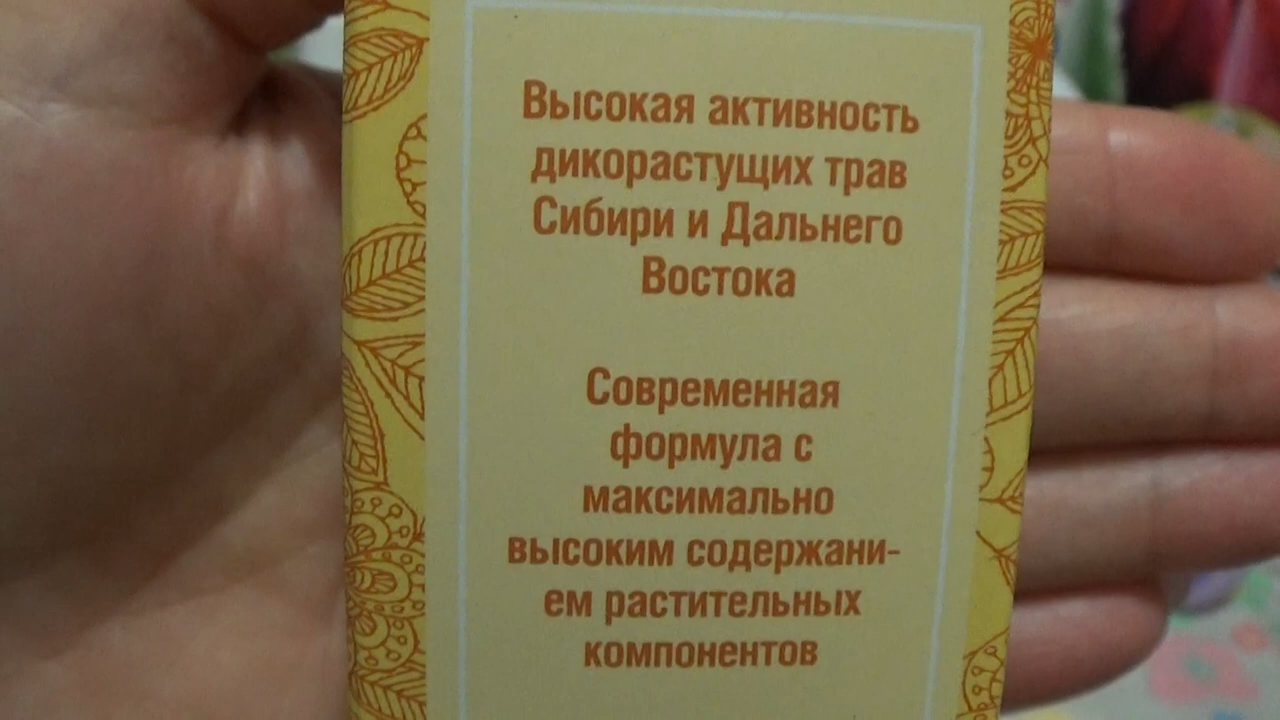 Высокая активность
дикорастущих трав
Сибири и Дальнего
Востока
Современная
формула с
максимально
высоким содержани-
ем растительных
компонентов